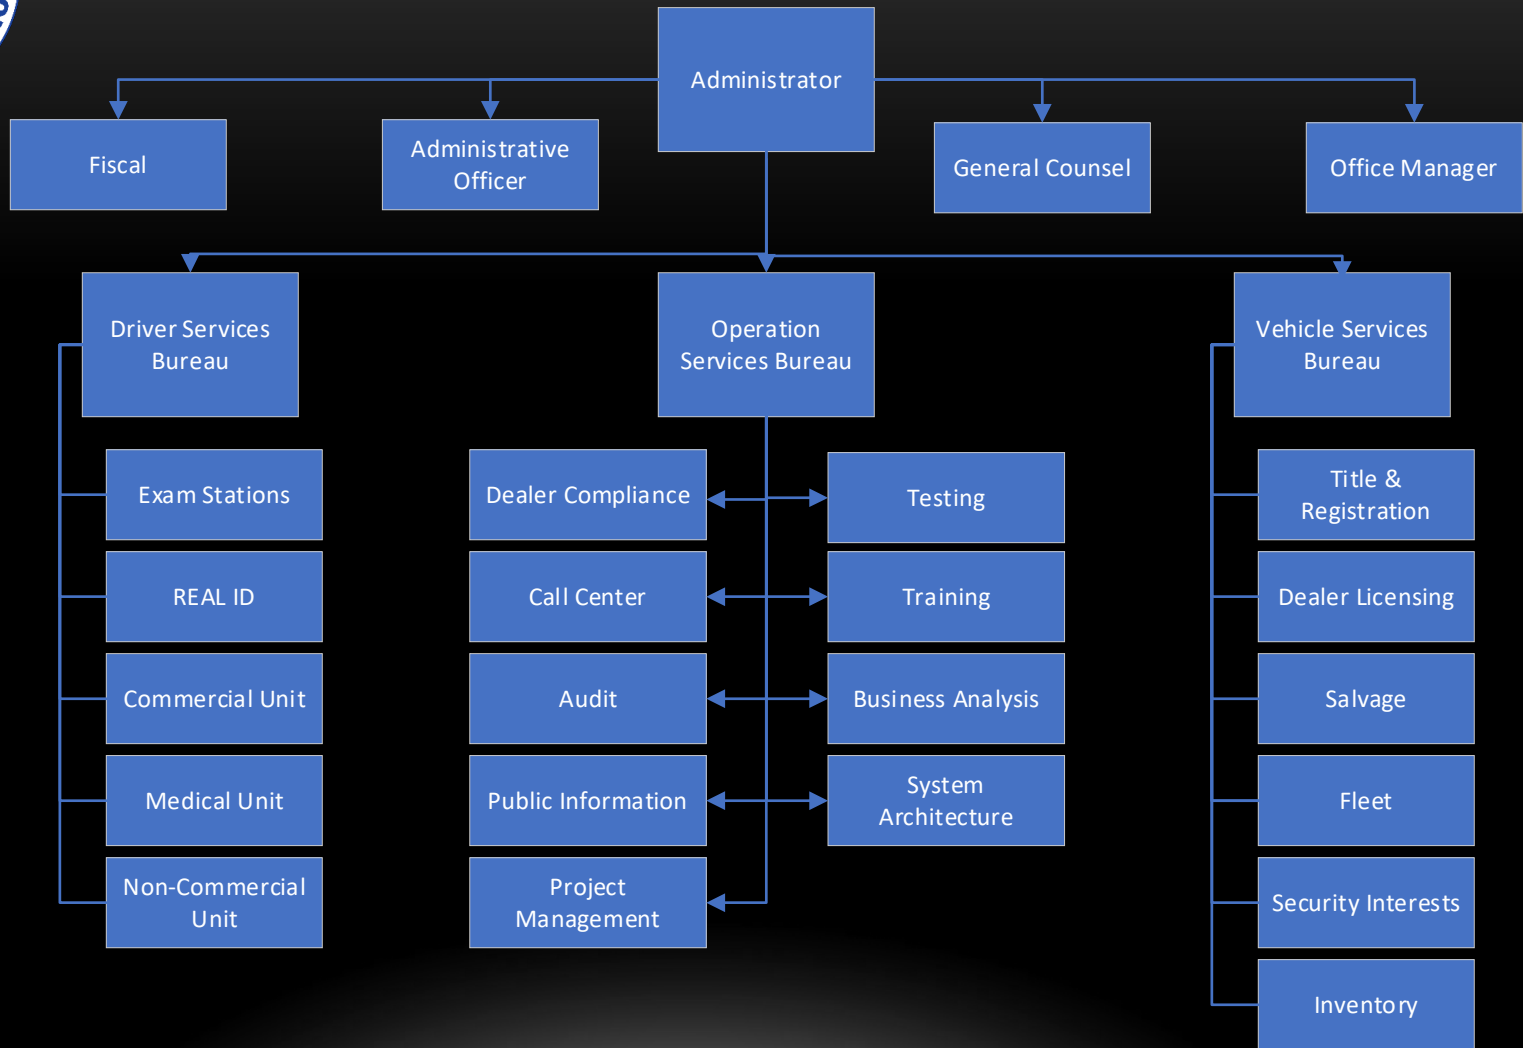 Administrator
Fiscal
Administrative
Officer
General Counsel
Office Manager
Driver Services
Bureau
Operation
Services Bureau
Vehicle Services
Bureau
Exam Stations
REAL ID
Commercial Unit
Medical Unit
Non-Commercial
Unit
Dealer Compliance
Call Center
Audit
Public Information
Project
Management
Testing
Training
Business Analysis
System
Architecture
Title &
Registration
Dealer Licensing
Salvage
Fleet
Security Interests
Inventory